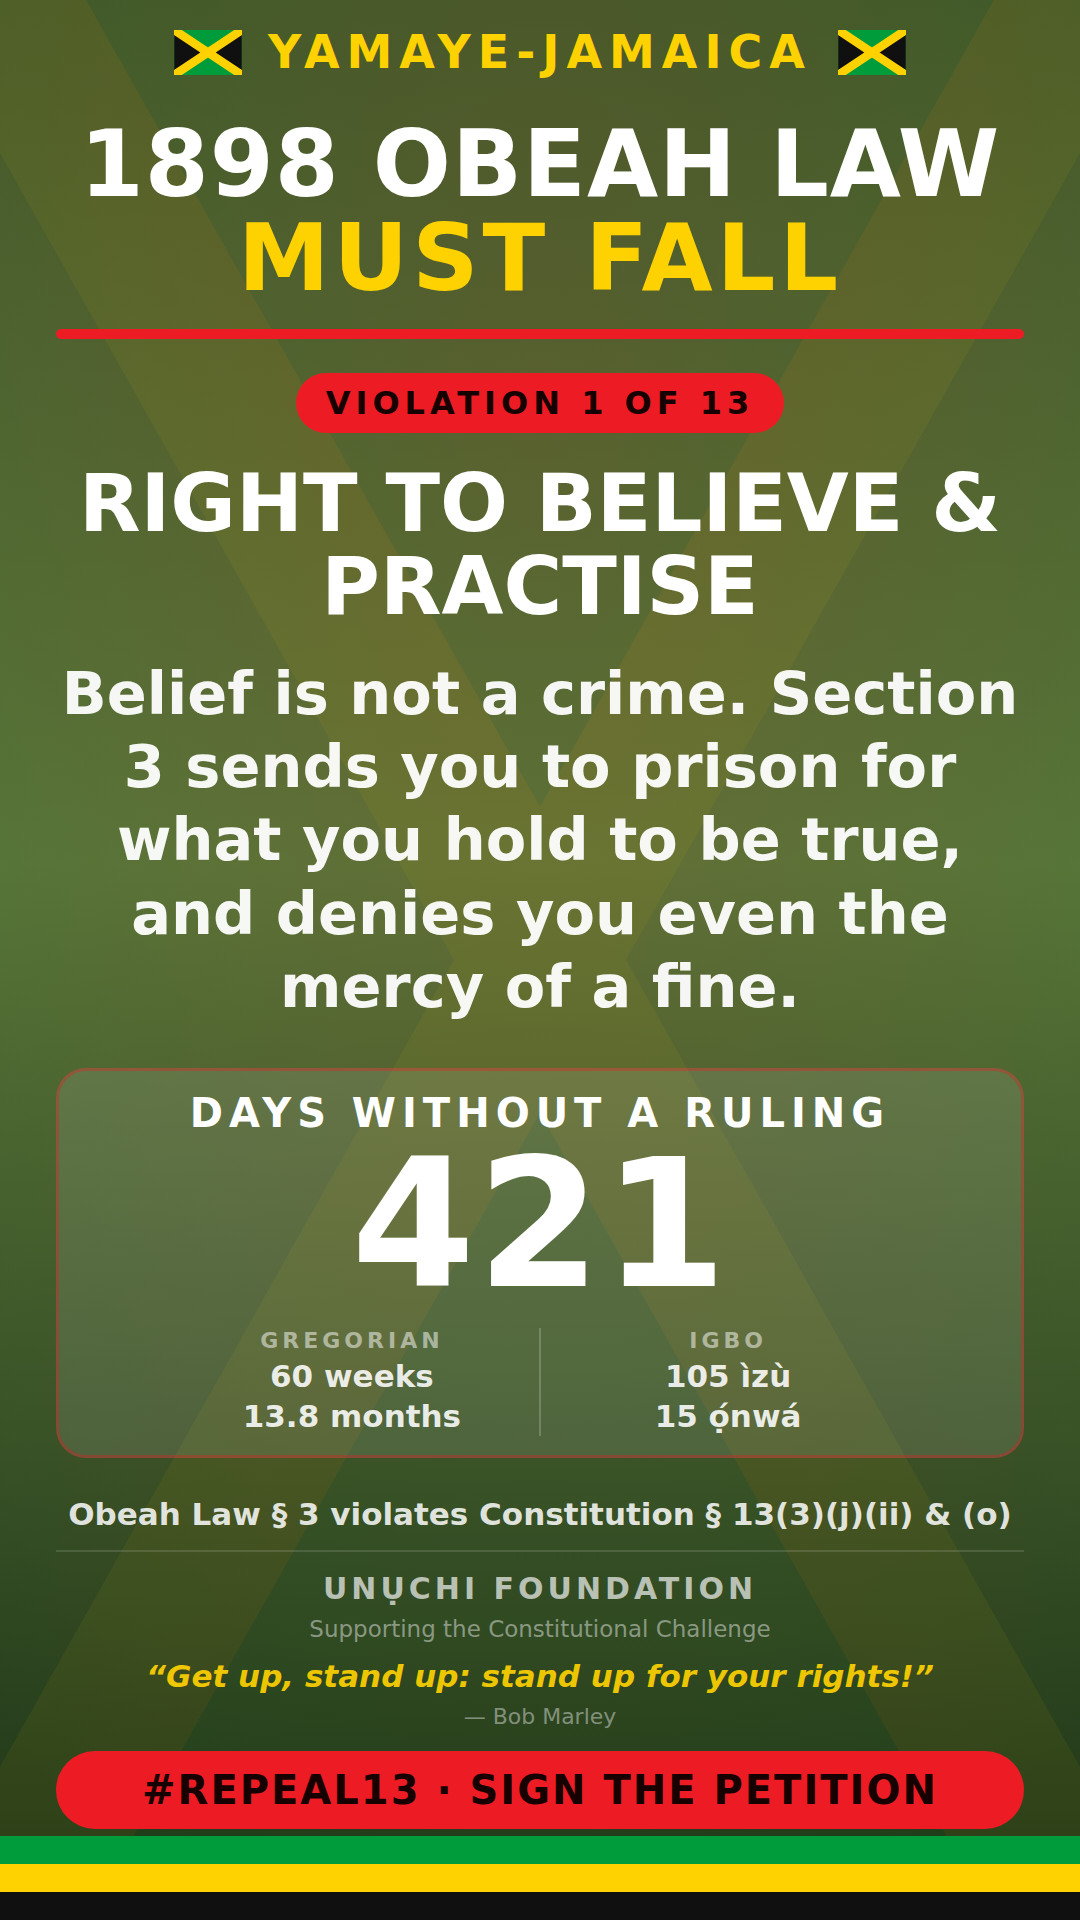 YAMAYE-JAMAICA
1898 OBEAH LAW
MUST FALL
VIOLATION 1 OF 13
RIGHT TO BELIEVE &
PRACTISE
Belief is not a crime. Section
3 sends you to prison for
what you hold to be true,
and denies you even the
mercy of a fine.
DAYS WITHOUT A RULING
421
GREGORIAN
60 weeks
13.8 months
IGBO
105 ìzù
15 ọ́nwá
Obeah Law § 3 violates Constitution § 13(3)(j)(ii) & (o)
UNỤCHI FOUNDATION
Supporting the Constitutional Challenge
“Get up, stand up: stand up for your rights!”
— Bob Marley
#REPEAL13 · SIGN THE PETITION